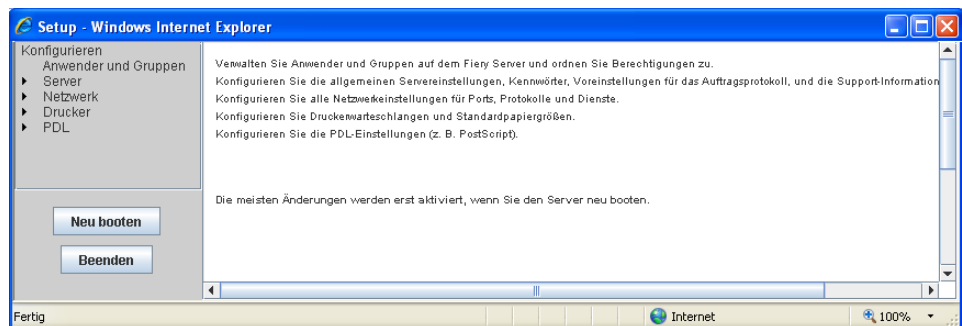 Setup - Windows Internet Explorer
Konfigurieren
Anwender und Gruppen
Server
Netzwerk
Drucker
PDL
Neu booten
Beenden
Verwalten Sie Anwender und Gruppen auf dem Fiery Server und ordnen Sie Berechtigungen zu.
Konfigurieren Sie die allgemeinen Servereinstellungen, Kennwörter, Voreinstellungen für das Auftragsprotokoll, und die Support-Information
Konfigurieren Sie alle Netzwerkeinstellungen für Ports, Protokolle und Dienste.
Konfigurieren Sie Druckerwarteschlangen und Standardpapiergrößen.
Konfigurieren Sie die PDL-Einstellungen (z. B. PostScript).
Die meisten Änderungen werden erst aktiviert, wenn Sie den Server neu booten.
Fertig
Internet
100%